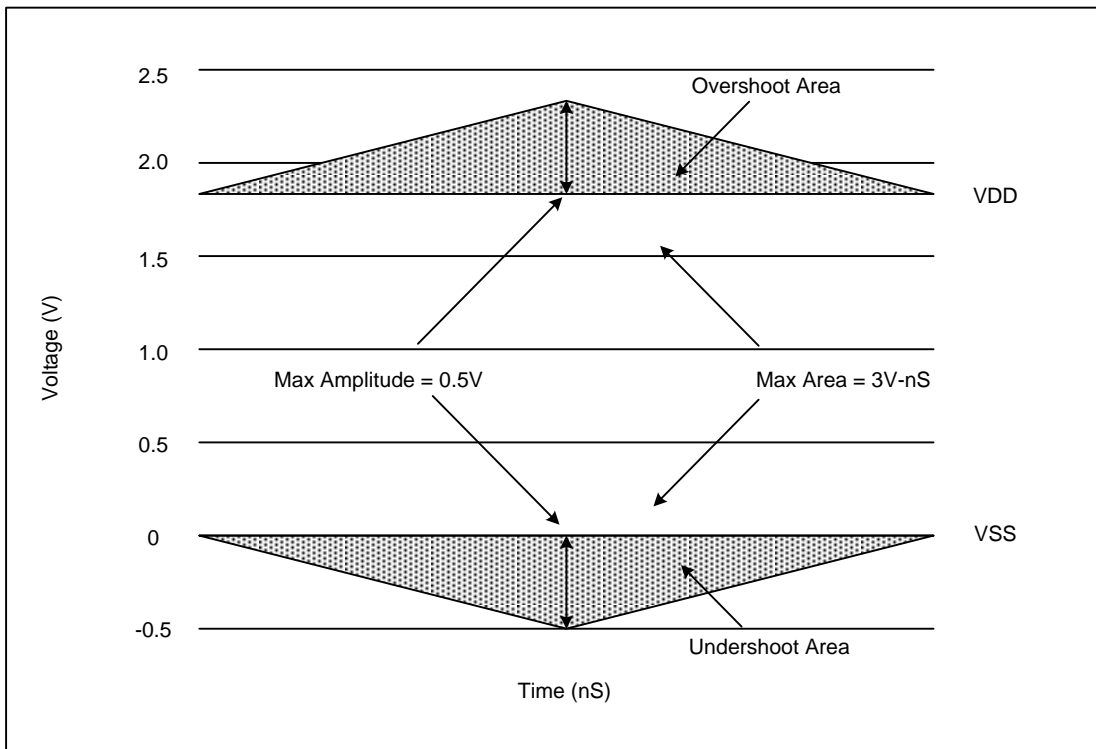 2.5
Overshoot Area
2.0
VDD
1.5
Voltage (V)
1.0
Max Amplitude = 0.5V
Max Area = 3V-nS
0.5
0
VSS
-0.5
Undershoot Area
Time (nS)